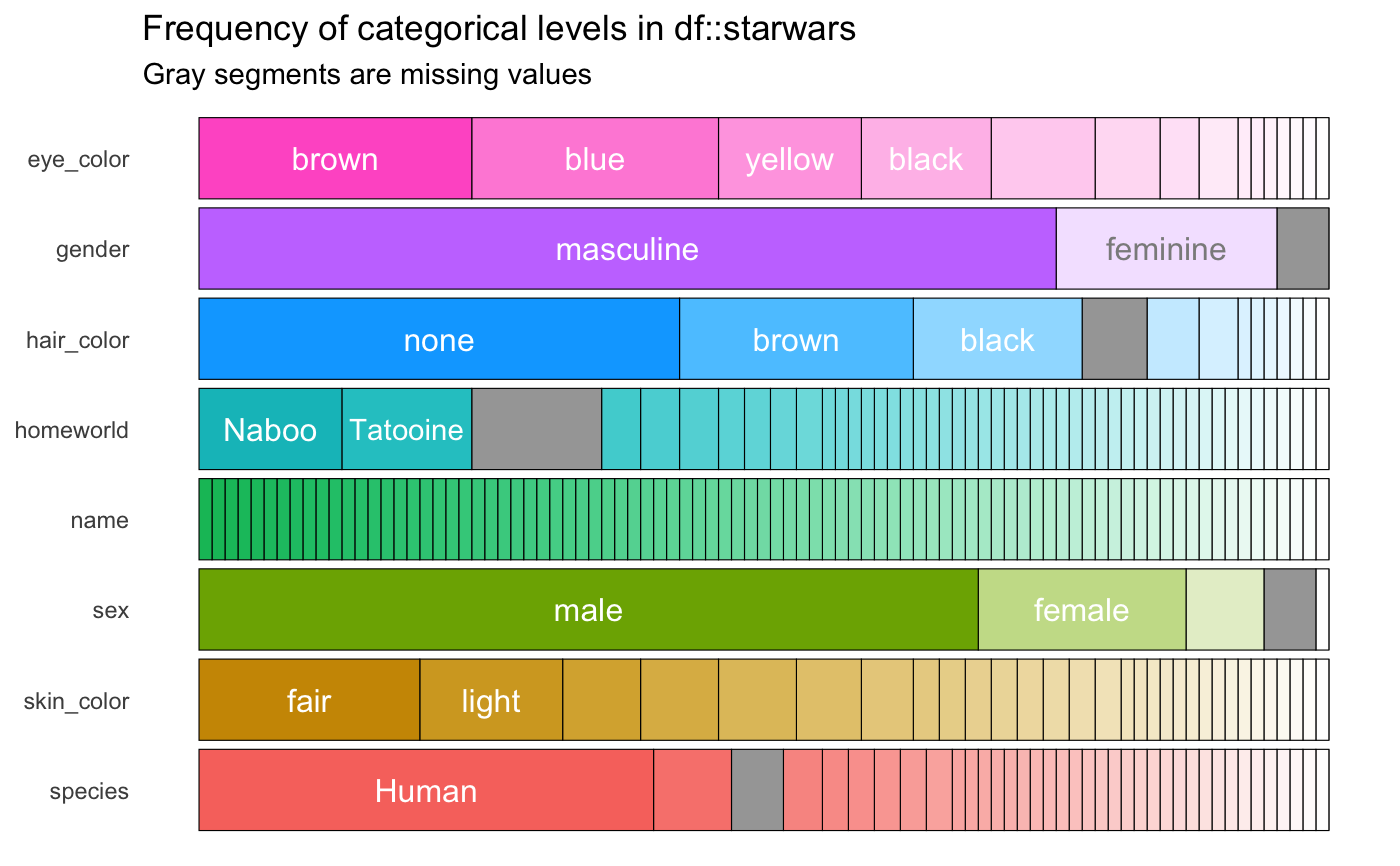 Frequency of categorical levels in df::starwars
Gray segments are missing values
eye_color brown blue yellow black
gender masculine feminine
hair_color none brown black
homeworld Naboo Tatooine
name
sex male female
skin_color fair light
species Human